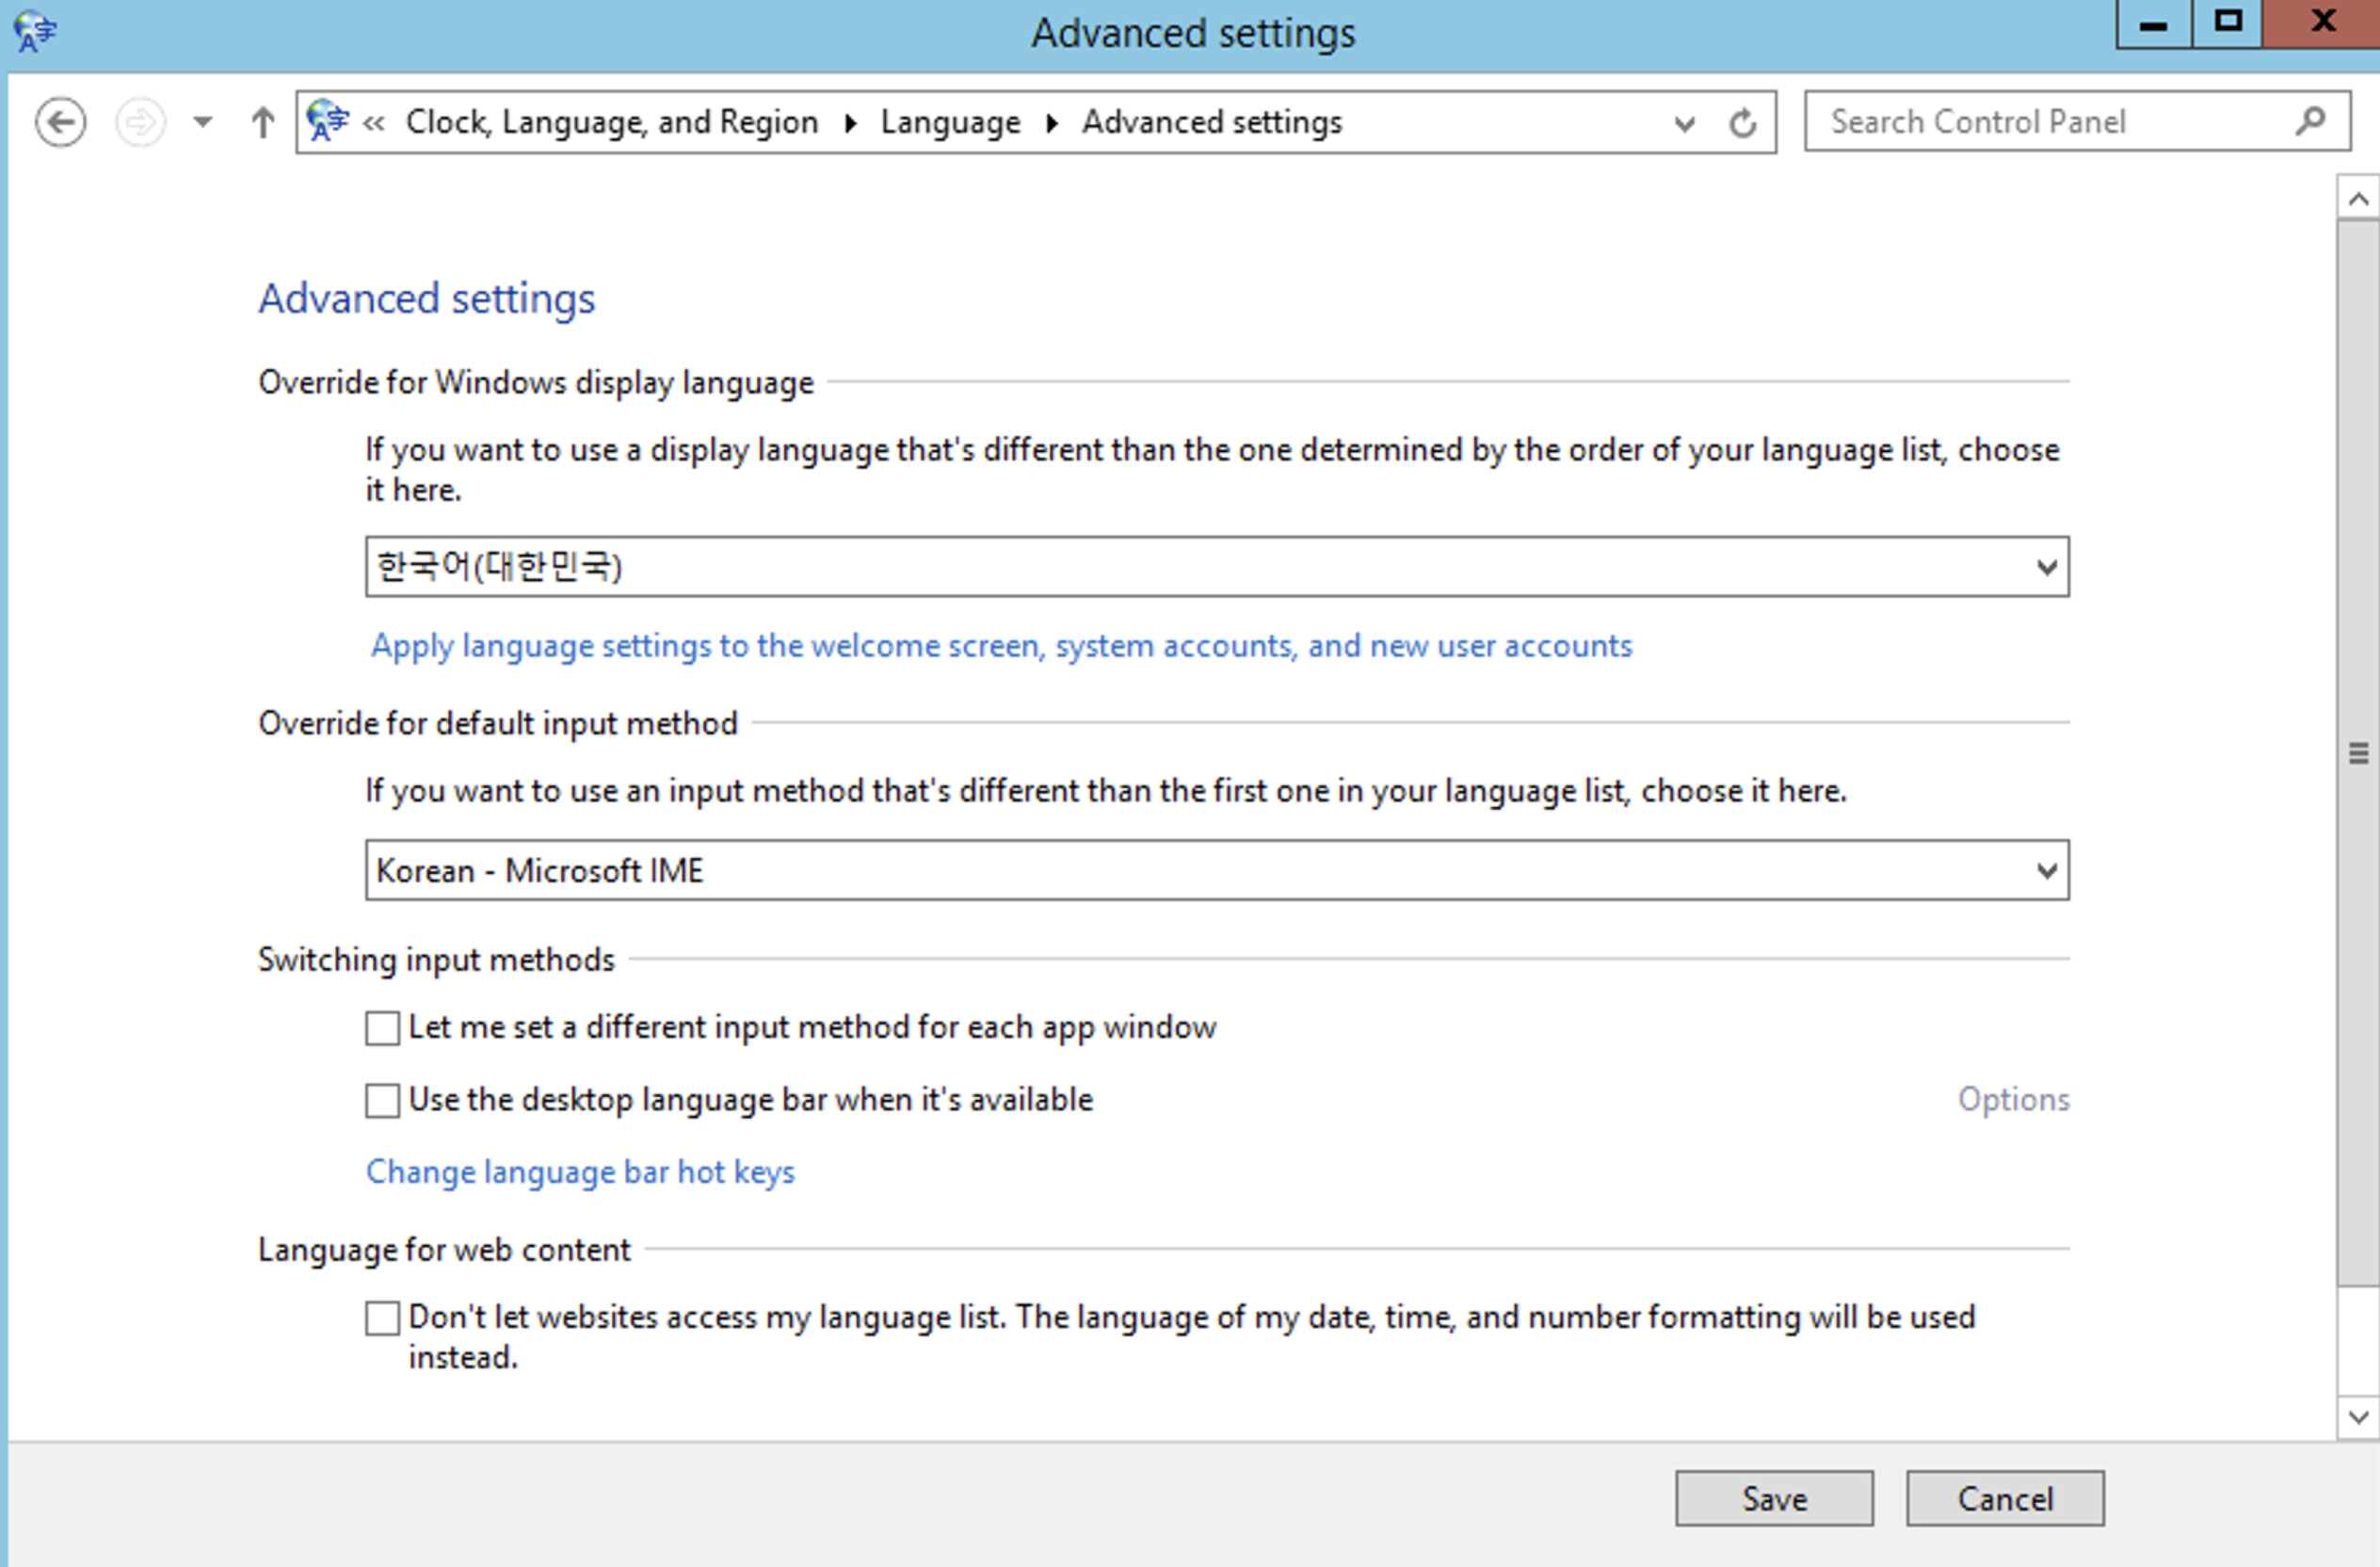 Advanced settings
« Clock, Language, and Region ▸ Language ▸ Advanced settings
Search Control Panel
Advanced settings
Override for Windows display language
If you want to use a display language that's different than the one determined by the order of your language list, choose
it here.
한국어(대한민국)
Apply language settings to the welcome screen, system accounts, and new user accounts
Override for default input method
If you want to use an input method that's different than the first one in your language list, choose it here.
Korean - Microsoft IME
Switching input methods
Let me set a different input method for each app window
Use the desktop language bar when it's available
Options
Change language bar hot keys
Language for web content
Don't let websites access my language list. The language of my date, time, and number formatting will be used
instead.
Save
Cancel